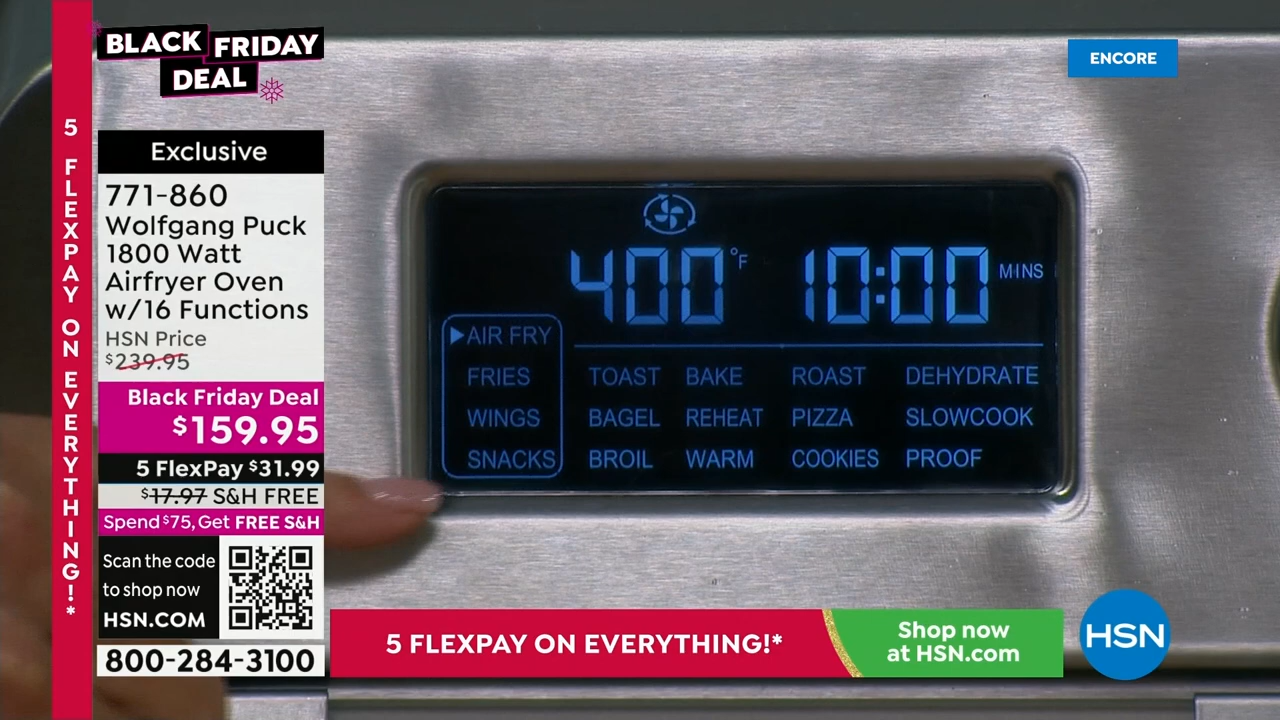 BLACK FRIDAY
DEAL
ENCORE
5 FLEXPAY ON EVERYTHING!*
Exclusive
771-860
Wolfgang Puck
1800 Watt
Airfryer Oven
w/16 Functions
HSN Price
$239.95
Black Friday Deal
$159.95
5 FlexPay $31.99
$17.97 S&H FREE
Spend $75, Get FREE S&H
Scan the code
to shop now
HSN.COM
800-284-3100
400°F 10:00 MINS
AIR FRY
FRIES TOAST BAKE ROAST DEHYDRATE
WINGS BAGEL REHEAT PIZZA SLOWCOOK
SNACKS BROIL WARM COOKIES PROOF
5 FLEXPAY ON EVERYTHING!*
Shop now
at HSN.com
HSN